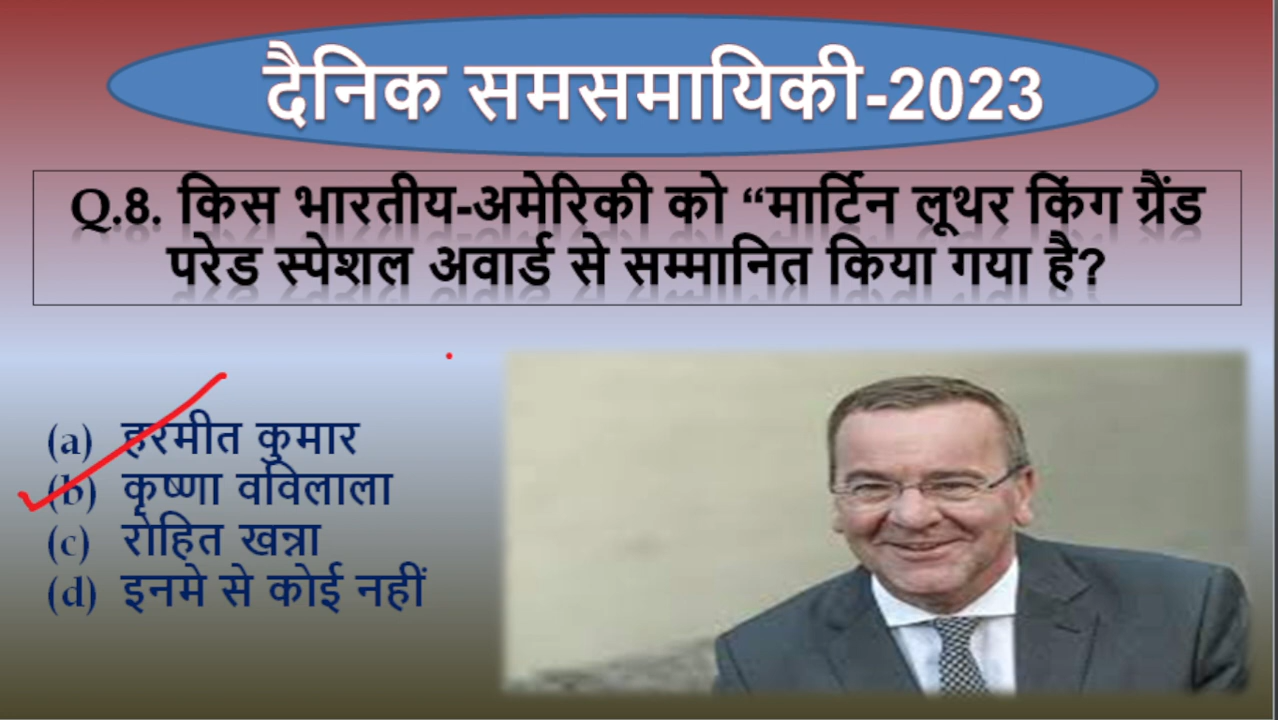 दैनिक समसमायिकी-2023
Q.8. किस भारतीय-अमेरिकी को “मार्टिन लूथर किंग ग्रैंड
परेड स्पेशल अवार्ड से सम्मानित किया गया है?
(a) हरमीत कुमार
(b) कृष्णा वविलाला
(c) रोहित खन्ना
(d) इनमे से कोई नहीं